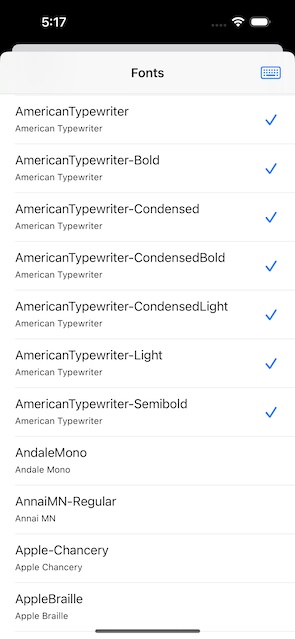 5:17
Fonts
AmericanTypewriter
American Typewriter
AmericanTypewriter-Bold
American Typewriter
AmericanTypewriter-Condensed
American Typewriter
AmericanTypewriter-CondensedBold
American Typewriter
AmericanTypewriter-CondensedLight
American Typewriter
AmericanTypewriter-Light
American Typewriter
AmericanTypewriter-Semibold
American Typewriter
AndaleMono
Andale Mono
AnnaiMN-Regular
Annai MN
Apple-Chancery
Apple Chancery
AppleBraille
Apple Braille